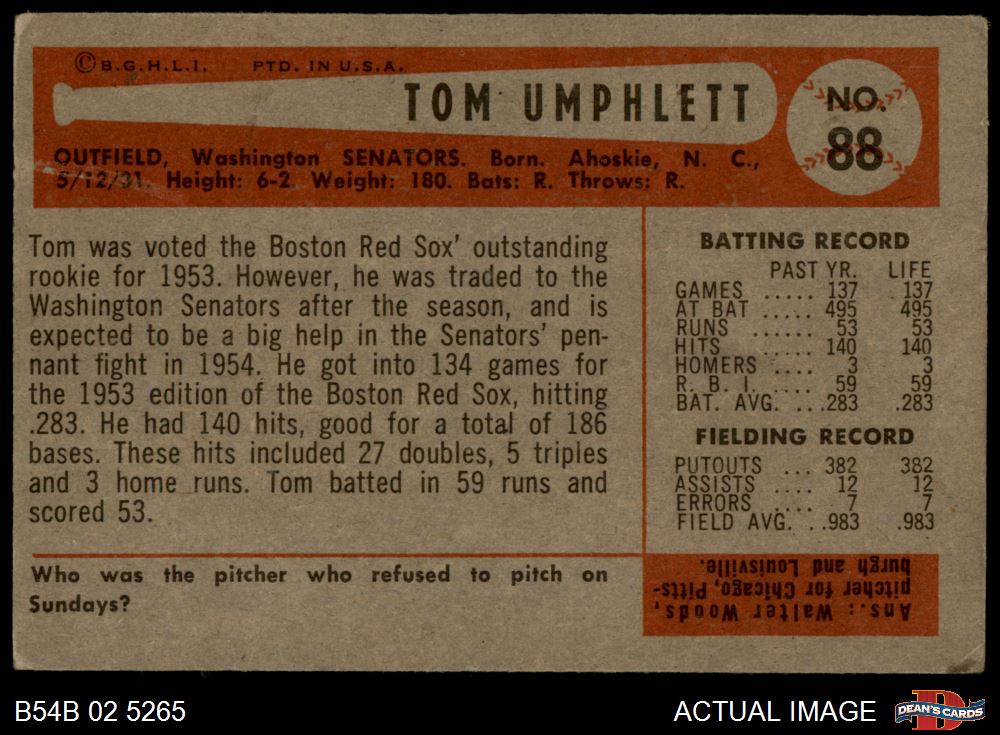 © B.G.H.L.I. PTD. IN U.S.A.
TOM UMPHLETT
NO.
88
OUTFIELD, Washington SENATORS. Born. Ahoskie, N. C.,
5/12/31. Height: 6-2. Weight: 180. Bats: R. Throws: R.
Tom was voted the Boston Red Sox' outstanding
rookie for 1953. However, he was traded to the
Washington Senators after the season, and is
expected to be a big help in the Senators' pen-
nant fight in 1954. He got into 134 games for
the 1953 edition of the Boston Red Sox, hitting
.283. He had 140 hits, good for a total of 186
bases. These hits included 27 doubles, 5 triples
and 3 home runs. Tom batted in 59 runs and
scored 53.
BATTING RECORD
PAST YR. LIFE
GAMES ..... 137 137
AT BAT ..... 495 495
RUNS ...... 53 53
HITS ...... 140 140
HOMERS .... 3 3
R. B. I. .... 59 59
BAT. AVG. ...283 .283
FIELDING RECORD
PUTOUTS ... 382 382
ASSISTS .... 12 12
ERRORS .... 7 7
FIELD AVG. ..983 .983
Who was the pitcher who refused to pitch on
Sundays?
Ans.: Walter Woods,
pitcher for Chicago, Pitts-
burgh and Louisville.
B54B 02 5265
ACTUAL IMAGE
D
DEAN'S CARDS